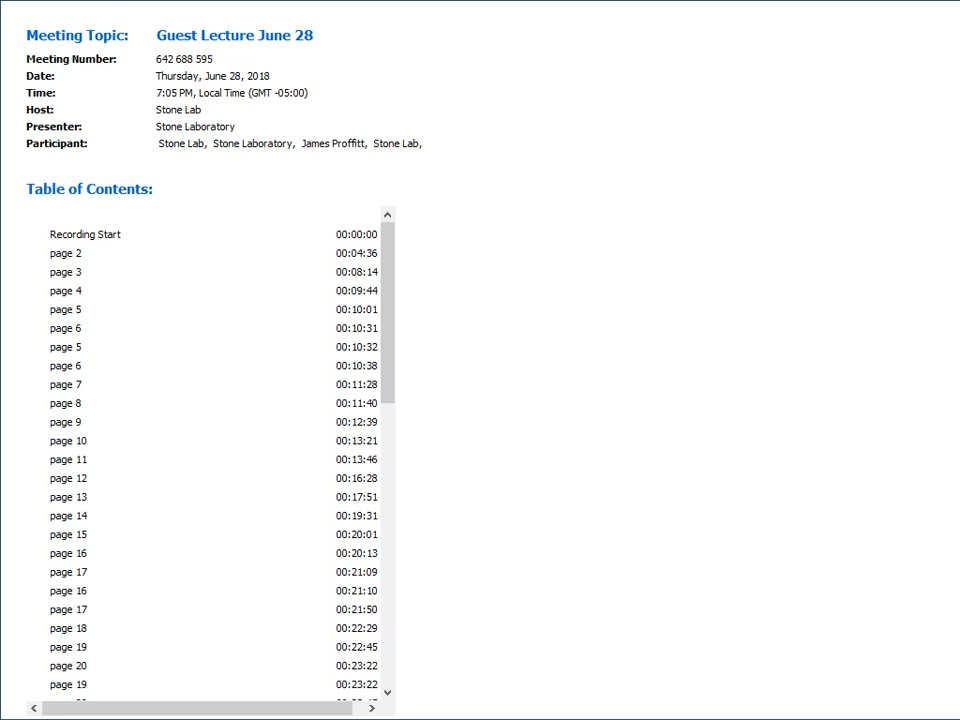 Meeting Topic: Guest Lecture June 28
Meeting Number: 642 688 595
Date: Thursday, June 28, 2018
Time: 7:05 PM, Local Time (GMT -05:00)
Host: Stone Lab
Presenter: Stone Laboratory
Participant: Stone Lab, Stone Laboratory, James Proffitt, Stone Lab,
Table of Contents:
Recording Start 00:00:00
page 2 00:04:36
page 3 00:08:14
page 4 00:09:44
page 5 00:10:01
page 6 00:10:31
page 5 00:10:32
page 6 00:10:38
page 7 00:11:28
page 8 00:11:40
page 9 00:12:39
page 10 00:13:21
page 11 00:13:46
page 12 00:16:28
page 13 00:17:51
page 14 00:19:31
page 15 00:20:01
page 16 00:20:13
page 17 00:21:09
page 16 00:21:10
page 17 00:21:50
page 18 00:22:29
page 19 00:22:45
page 20 00:23:22
page 19 00:23:22